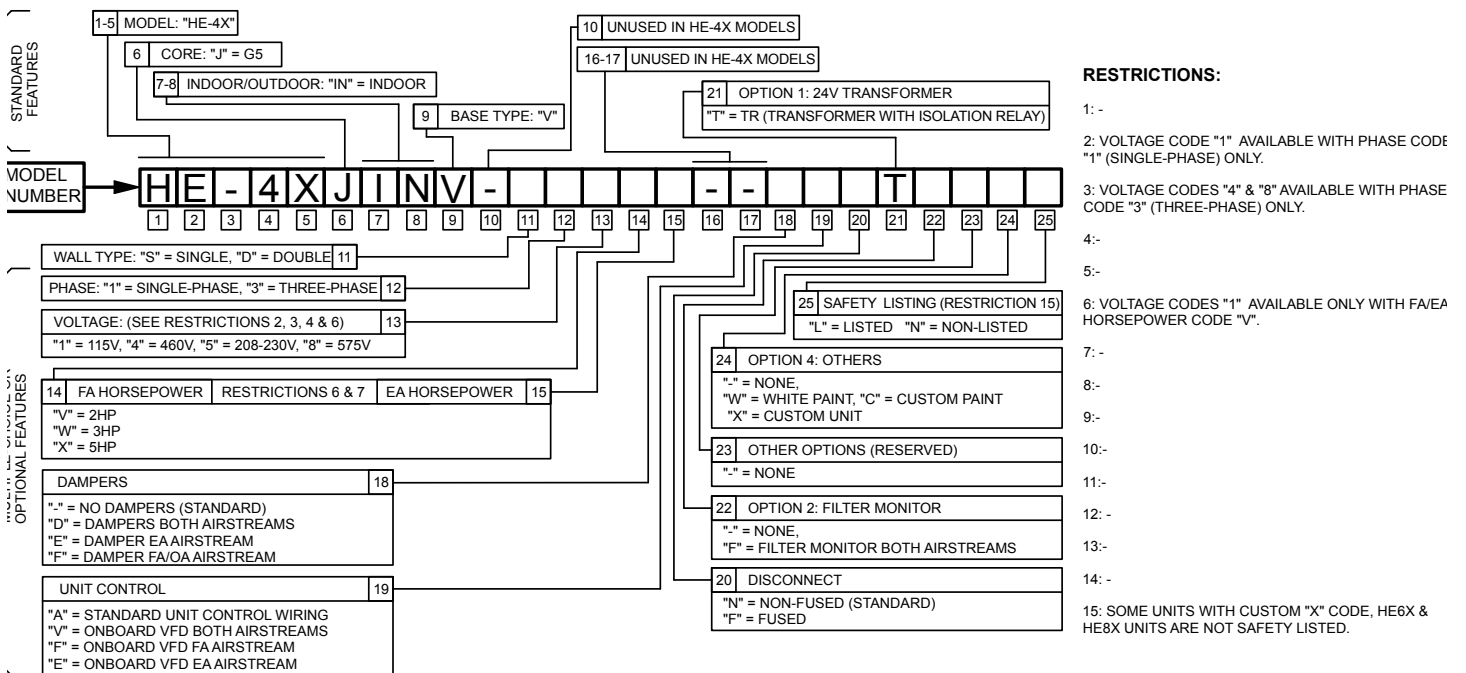 STANDARD
FEATURES
1-5 MODEL: "HE-4X"
6 CORE: "J" = G5
7-8 INDOOR/OUTDOOR: "IN" = INDOOR
9 BASE TYPE: "V"
10 UNUSED IN HE-4X MODELS
16-17 UNUSED IN HE-4X MODELS
21 OPTION 1: 24V TRANSFORMER
"T" = TR (TRANSFORMER WITH ISOLATION RELAY)
MODEL
NUMBER
H E - 4 X J I N V - - - T
1 2 3 4 5 6 7 8 9 10 11 12 13 14 15 16 17 18 19 20 21 22 23 24 25
OPTIONAL FEATURES
WALL TYPE: "S" = SINGLE, "D" = DOUBLE 11
PHASE: "1" = SINGLE-PHASE, "3" = THREE-PHASE 12
VOLTAGE: (SEE RESTRICTIONS 2, 3, 4 & 6) 13
"1" = 115V, "4" = 460V, "5" = 208-230V, "8" = 575V
14 FA HORSEPOWER RESTRICTIONS 6 & 7 EA HORSEPOWER 15
"V" = 2HP
"W" = 3HP
"X" = 5HP
DAMPERS 18
"-" = NO DAMPERS (STANDARD)
"D" = DAMPERS BOTH AIRSTREAMS
"E" = DAMPER EA AIRSTREAM
"F" = DAMPER FA/OA AIRSTREAM
UNIT CONTROL 19
"A" = STANDARD UNIT CONTROL WIRING
"V" = ONBOARD VFD BOTH AIRSTREAMS
"F" = ONBOARD VFD FA AIRSTREAM
"E" = ONBOARD VFD EA AIRSTREAM
25 SAFETY LISTING (RESTRICTION 15)
"L" = LISTED "N" = NON-LISTED
24 OPTION 4: OTHERS
"-" = NONE,
"W" = WHITE PAINT, "C" = CUSTOM PAINT
"X" = CUSTOM UNIT
23 OTHER OPTIONS (RESERVED)
"-" = NONE
22 OPTION 2: FILTER MONITOR
"-" = NONE,
"F" = FILTER MONITOR BOTH AIRSTREAMS
20 DISCONNECT
"N" = NON-FUSED (STANDARD)
"F" = FUSED
RESTRICTIONS:
1: -
2: VOLTAGE CODE "1" AVAILABLE WITH PHASE CODE
"1" (SINGLE-PHASE) ONLY.
3: VOLTAGE CODES "4" & "8" AVAILABLE WITH PHASE
CODE "3" (THREE-PHASE) ONLY.
4:-
5:-
6: VOLTAGE CODES "1" AVAILABLE ONLY WITH FA/EA
HORSEPOWER CODE "V".
7: -
8:-
9:-
10:-
11:-
12: -
13:-
14: -
15: SOME UNITS WITH CUSTOM "X" CODE, HE6X &
HE8X UNITS ARE NOT SAFETY LISTED.